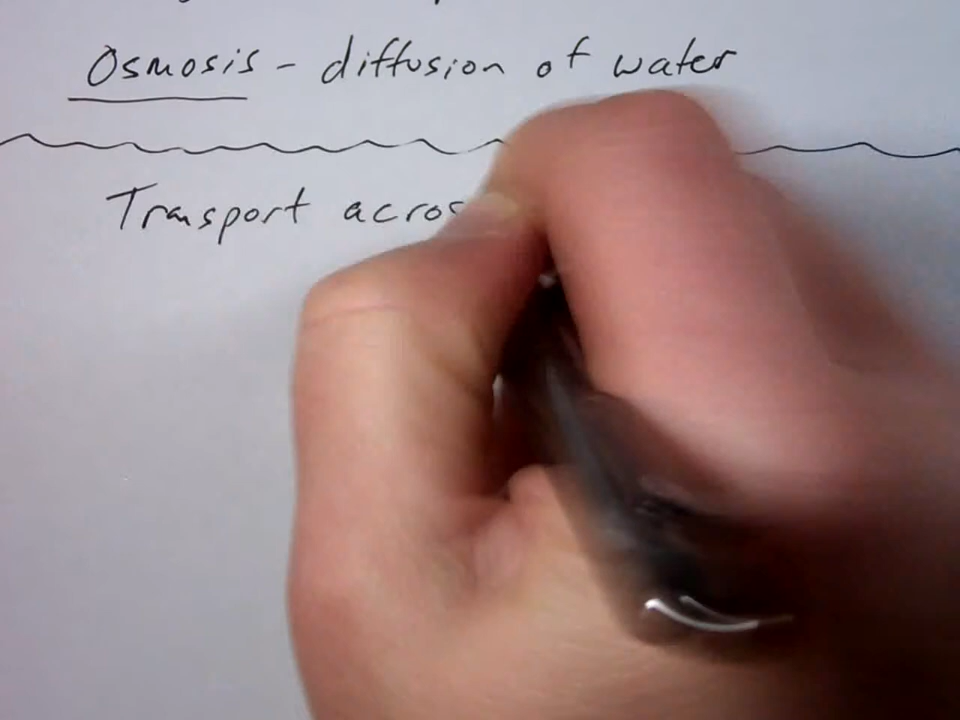 Osmosis - diffusion of water
Transport acros